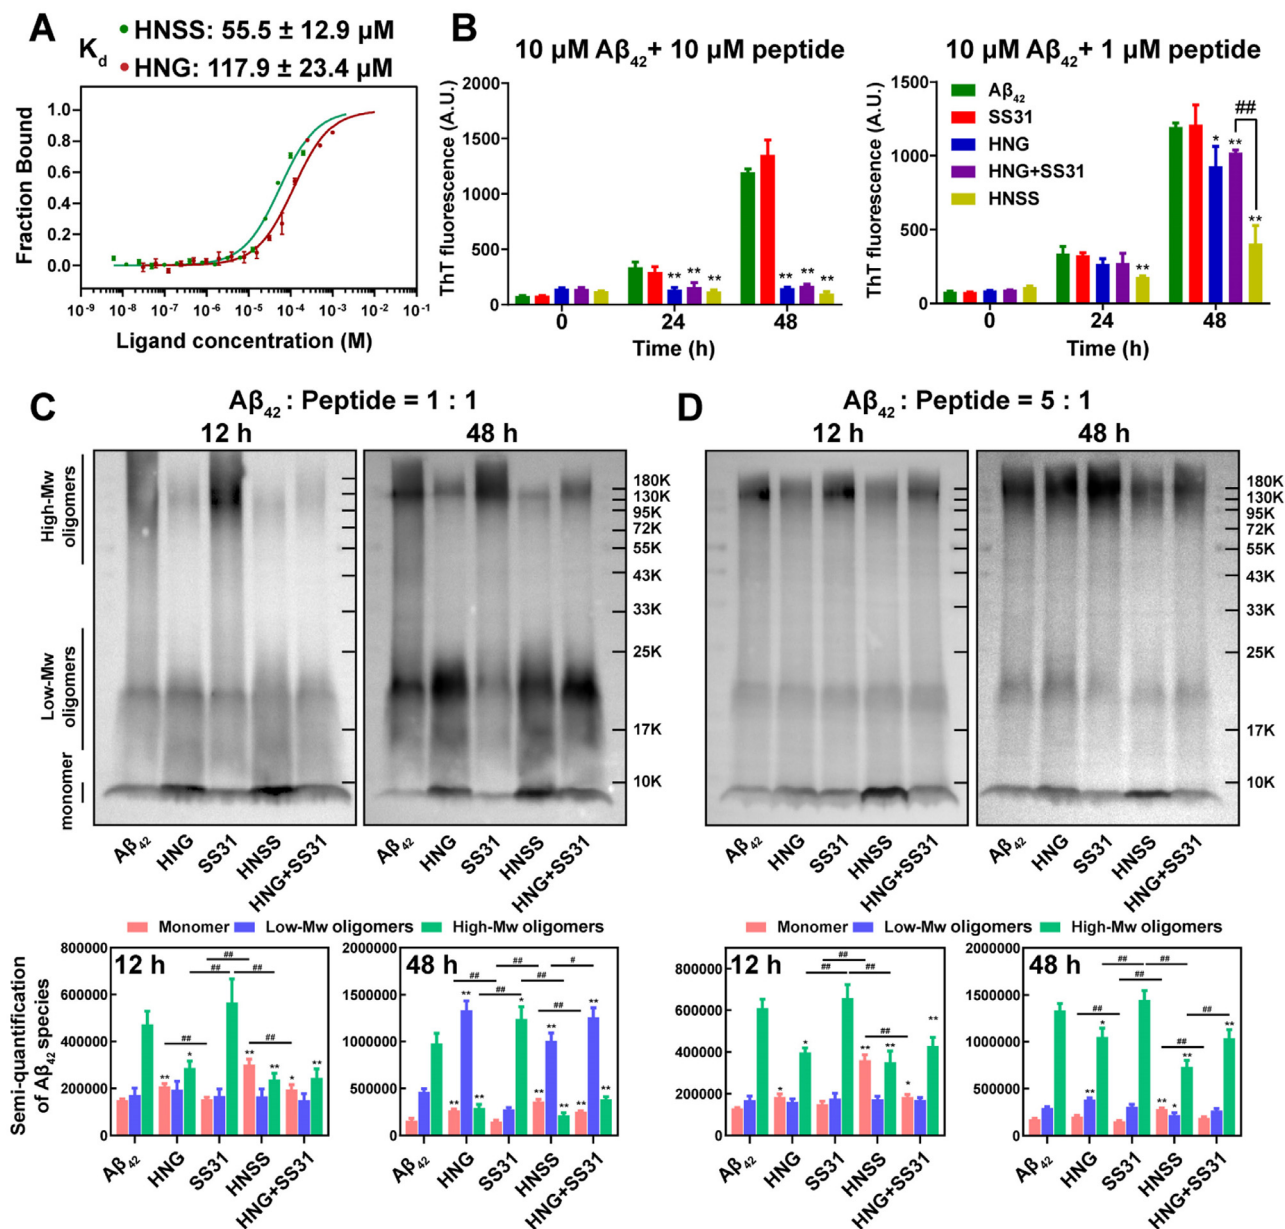 A
K_d
HNSS: 55.5 ± 12.9 µM
HNG: 117.9 ± 23.4 µM
Fraction Bound
1.0
0.8
0.6
0.4
0.2
0.0
10⁻⁹ 10⁻⁸ 10⁻⁷ 10⁻⁶ 10⁻⁵ 10⁻⁴ 10⁻³ 10⁻² 10⁻¹
Ligand concentration (M)
B
10 µM Aβ₄₂+ 10 µM peptide
ThT fluorescence (A.U.)
2000
1500
1000
500
0
** ** **
** ** **
0 24 48
Time (h)
10 µM Aβ₄₂+ 1 µM peptide
ThT fluorescence (A.U.)
1500
1000
500
0
Aβ₄₂
SS31
HNG
HNG+SS31
HNSS
##
* **
**
**
0 24 48
Time (h)
C
Aβ₄₂ : Peptide = 1 : 1
12 h 48 h
High-Mw oligomers
Low-Mw oligomers
monomer
180K
130K
95K
72K
55K
43K
33K
25K
17K
10K
Aβ₄₂ HNG SS31 HNSS HNG+SS31
Aβ₄₂ HNG SS31 HNSS HNG+SS31
D
Aβ₄₂ : Peptide = 5 : 1
12 h 48 h
180K
130K
95K
72K
55K
43K
33K
25K
17K
10K
Aβ₄₂ HNG SS31 HNSS HNG+SS31
Aβ₄₂ HNG SS31 HNSS HNG+SS31
Monomer Low-Mw oligomers High-Mw oligomers
Semi-quantification of Aβ₄₂ species
12 h
800000
600000
400000
200000
0
##
## ##
##
** * ** ** * **
Aβ₄₂ HNG SS31 HNSS HNG+SS31
48 h
2000000
1500000
1000000
500000
0
## #
## ##
## ##
** ** ** * ** ** ** ** ** **
Aβ₄₂ HNG SS31 HNSS HNG+SS31
Monomer Low-Mw oligomers High-Mw oligomers
12 h
800000
600000
400000
200000
0
##
## ##
##
* * ** ** * **
Aβ₄₂ HNG SS31 HNSS HNG+SS31
48 h
2000000
1500000
1000000
500000
0
## ##
##
## ##
##
** * ** * ** **
Aβ₄₂ HNG SS31 HNSS HNG+SS31